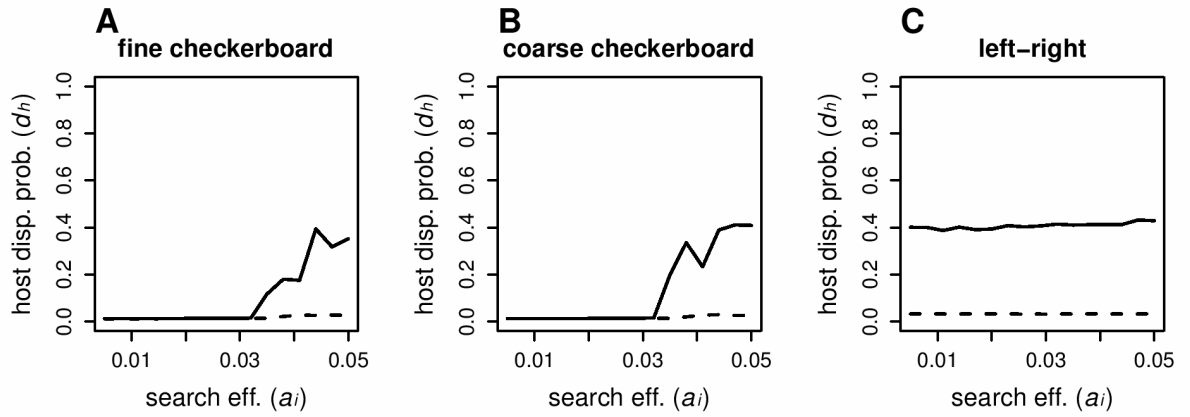 A
fine checkerboard
host disp. prob. (dh)
0.0 0.2 0.4 0.6 0.8 1.0
0.01 0.03 0.05
search eff. (ai)
B
coarse checkerboard
host disp. prob. (dh)
0.0 0.2 0.4 0.6 0.8 1.0
0.01 0.03 0.05
search eff. (ai)
C
left−right
host disp. prob. (dh)
0.0 0.2 0.4 0.6 0.8 1.0
0.01 0.03 0.05
search eff. (ai)